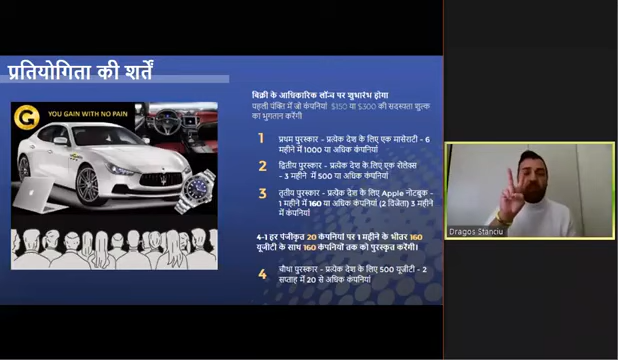 प्रतियोगिता की शर्तें
G
YOU GAIN WITH NO PAIN
बिक्री के आधिकारिक लॉन्च पर शुभारंभ होगा
पहली पंक्ति में जो कंपनियां $150 या $300 की सदस्यता शुल्क
का भुगतान करेंगी
1 प्रथम पुरस्कार – प्रत्येक देश के लिए एक मासेराटी – 6
महीने में 1000 या अधिक कंपनियां
2 द्वितीय पुरस्कार – प्रत्येक देश के लिए एक रोलेक्स
– 3 महीने में 500 या अधिक कंपनियां
3 तृतीय पुरस्कार – प्रत्येक देश के लिए Apple नोटबुक –
1 महीने में 160 या अधिक कंपनियां (2 विजेता) 3 महीने
में कंपनियां
4-1 हर पंजीकृत 20 कंपनियों पर 1 महीने के भीतर 160
यूजीटी के साथ 160 कंपनियों तक को पुरस्कृत करेंगी।
4 चौथा पुरस्कार – प्रत्येक देश के लिए 500 यूजीटी – 2
सप्ताह में 20 से अधिक कंपनियां
Dragos Stanciu